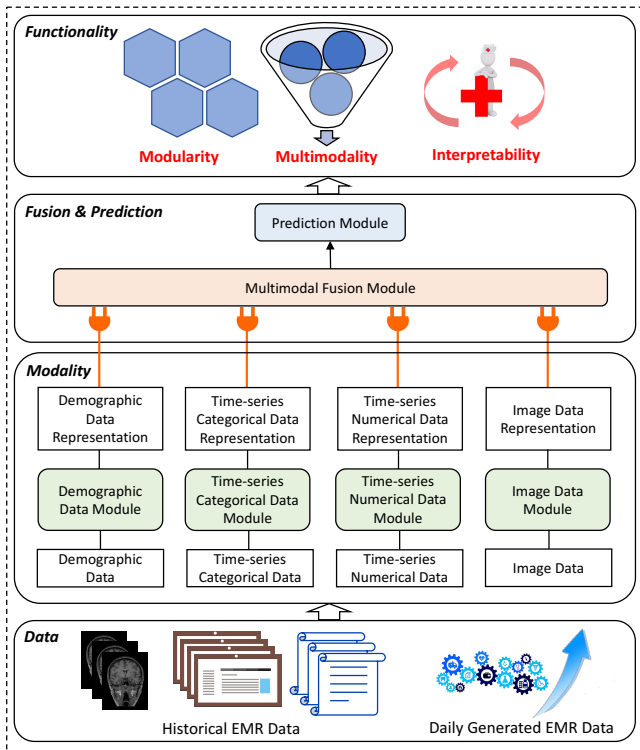 Functionality
Modularity
Multimodality
Interpretability
Fusion & Prediction
Prediction Module
Multimodal Fusion Module
Modality
Demographic
Data
Representation
Time-series
Categorical Data
Representation
Time-series
Numerical Data
Representation
Image Data
Representation
Demographic
Data Module
Time-series
Categorical Data
Module
Time-series
Numerical Data
Module
Image Data
Module
Demographic
Data
Time-series
Categorical Data
Time-series
Numerical Data
Image Data
Data
Historical EMR Data
Daily Generated EMR Data